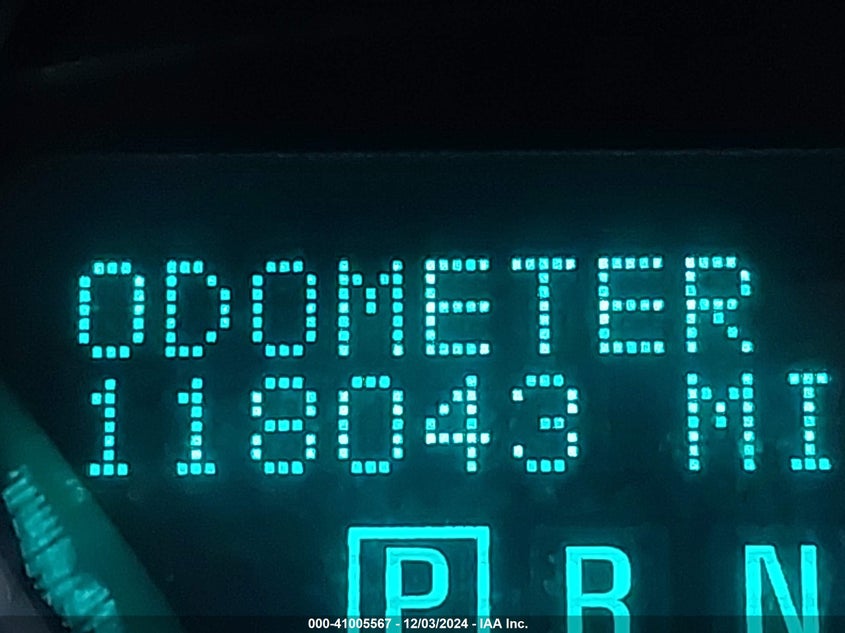 ODOMETER
118043 MI
P R N
000-41005567 - 12/03/2024 - IAA Inc.